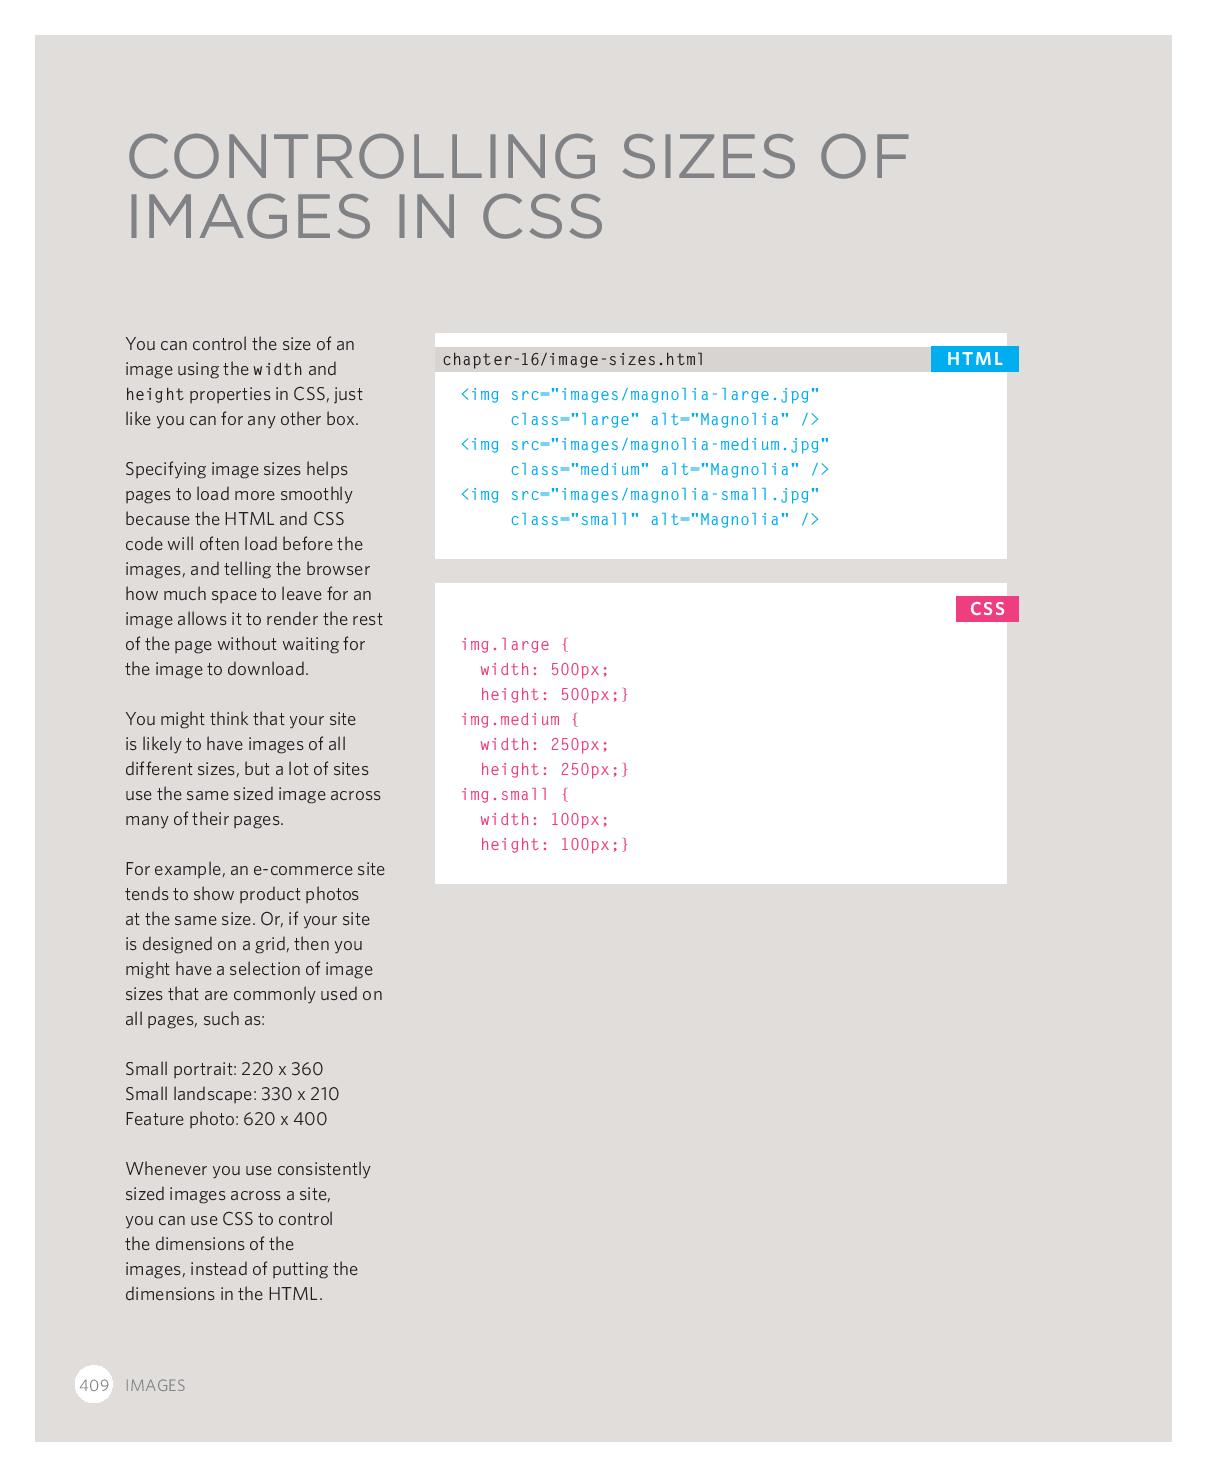 CONTROLLING SIZES OF
IMAGES IN CSS
You can control the size of an
image using the width and
height properties in CSS, just
like you can for any other box.
Specifying image sizes helps
pages to load more smoothly
because the HTML and CSS
code will often load before the
images, and telling the browser
how much space to leave for an
image allows it to render the rest
of the page without waiting for
the image to download.
You might think that your site
is likely to have images of all
different sizes, but a lot of sites
use the same sized image across
many of their pages.
For example, an e-commerce site
tends to show product photos
at the same size. Or, if your site
is designed on a grid, then you
might have a selection of image
sizes that are commonly used on
all pages, such as:
Small portrait: 220 x 360
Small landscape: 330 x 210
Feature photo: 620 x 400
Whenever you use consistently
sized images across a site,
you can use CSS to control
the dimensions of the
images, instead of putting the
dimensions in the HTML.
chapter-16/image-sizes.html HTML
<img src="images/magnolia-large.jpg"
class="large" alt="Magnolia" />
<img src="images/magnolia-medium.jpg"
class="medium" alt="Magnolia" />
<img src="images/magnolia-small.jpg"
class="small" alt="Magnolia" />
CSS
img.large {
width: 500px;
height: 500px;}
img.medium {
width: 250px;
height: 250px;}
img.small {
width: 100px;
height: 100px;}
409 IMAGES